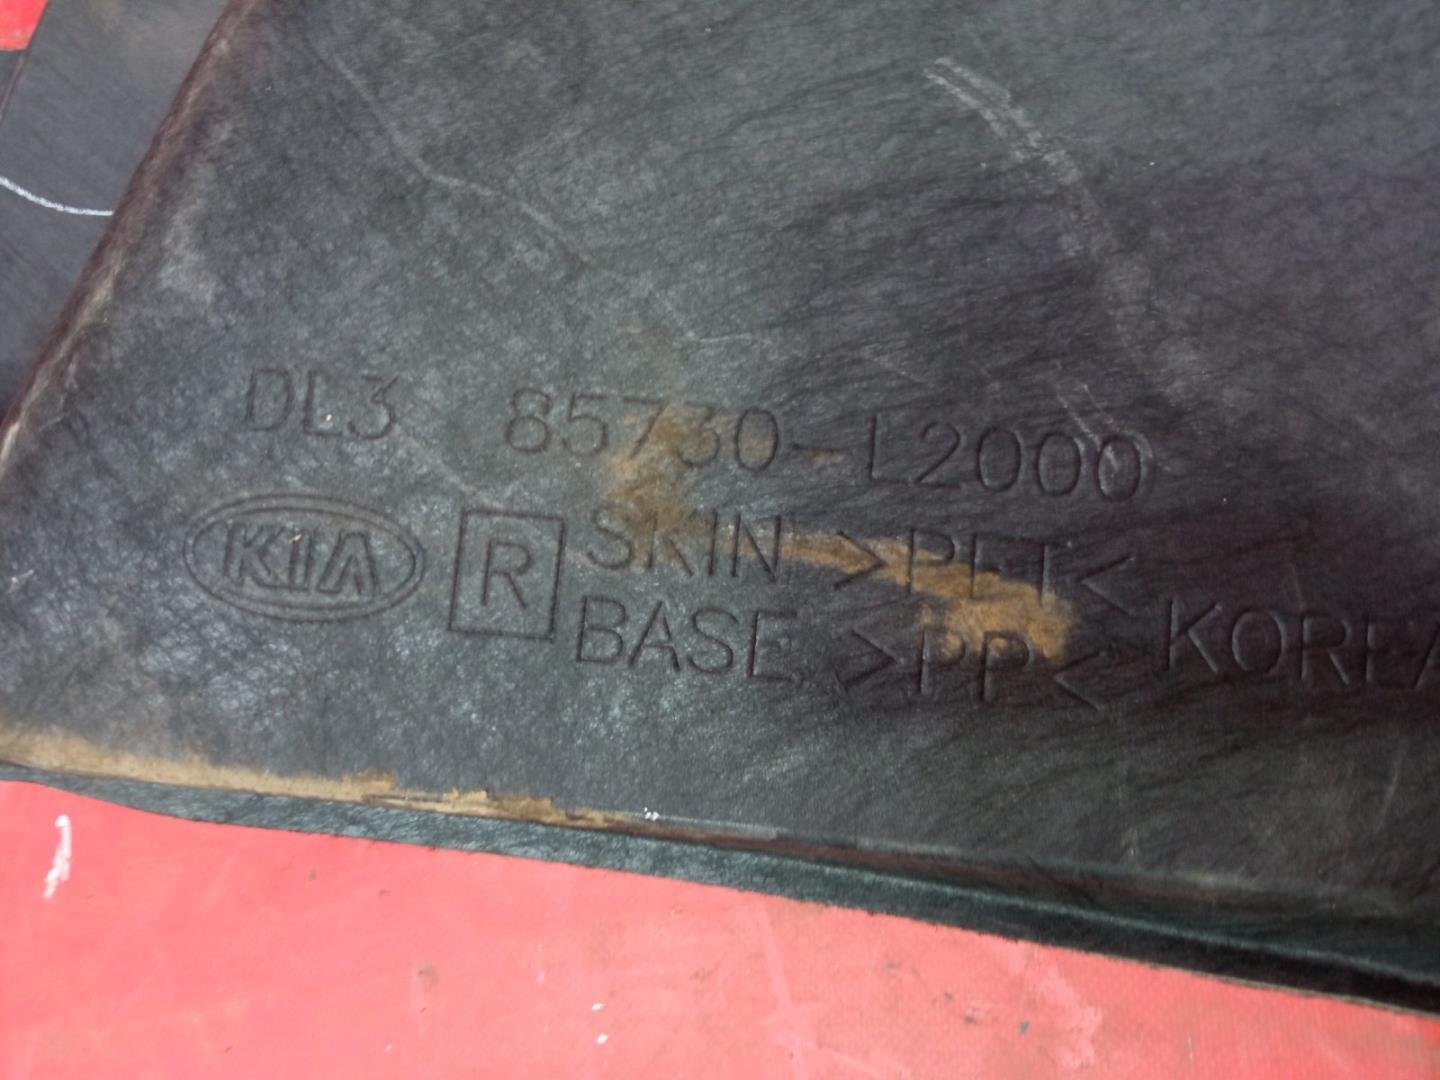 DL3 85730-L2000
KIA R SKIN >PET<
BASE >PP< KOREA